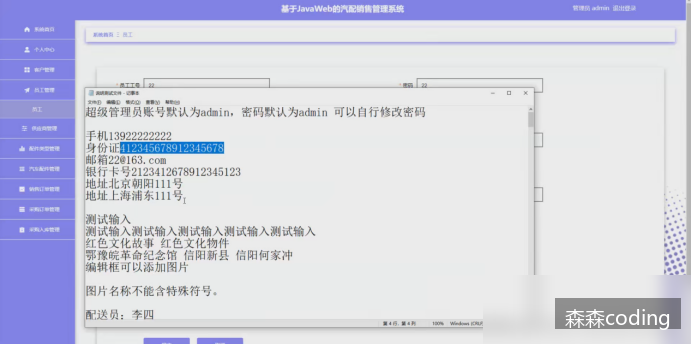 基于JavaWeb的汽配销售管理系统
管理员 admin 退出登录
系统首页
系统首页 | 员工
个人中心
客户管理
员工管理
员工工号 22
密码 22
员工
文件(F) 编辑(E) 格式(O) 查看(V) 帮助(H)
超级管理员账号默认为admin，密码默认为admin 可以自行修改密码
供应商管理
手机13922222222
身份证412345678912345678
配件类型管理
邮箱22@163.com
汽车配件管理
银行卡号2123412678912345123
地址北京朝阳111号
销售订单管理
地址上海浦东111号
采购订单管理
测试输入
采购入库管理
测试输入测试输入测试输入测试输入测试输入
红色文化故事 红色文化物件
鄂豫皖革命纪念馆 信阳新县 信阳何家冲
编辑框可以添加图片
图片名称不能含特殊符号。
配送员：李四
第 4 行, 第 4 列 100% Windows (CRLF)
森森coding